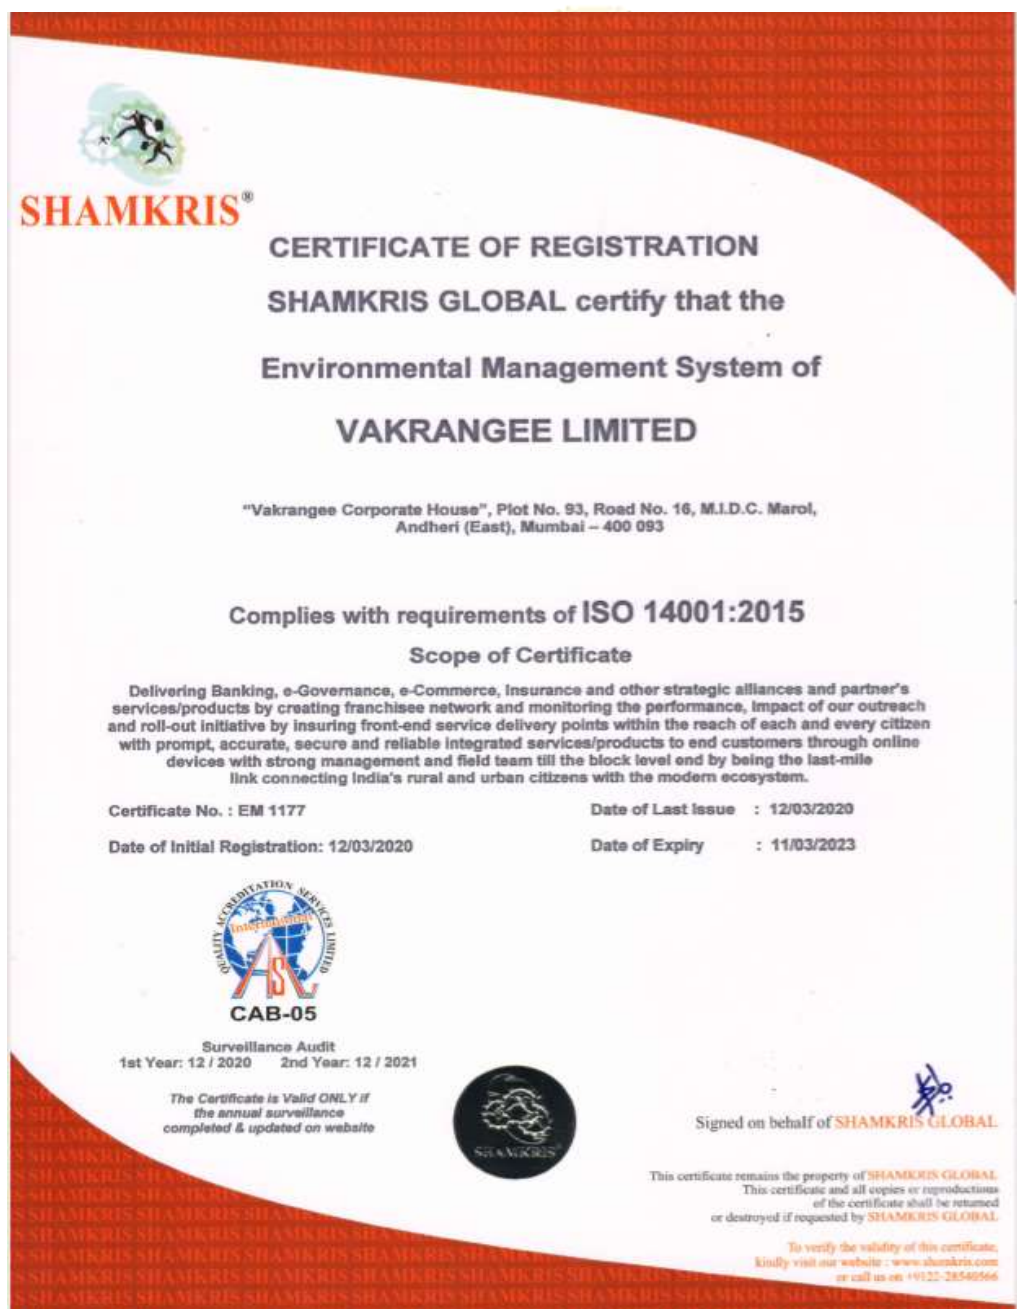 SHAMKRIS®
CERTIFICATE OF REGISTRATION
SHAMKRIS GLOBAL certify that the
Environmental Management System of
VAKRANGEE LIMITED
"Vakrangee Corporate House", Plot No. 93, Road No. 16, M.I.D.C. Marol,
Andheri (East), Mumbai – 400 093
Complies with requirements of ISO 14001:2015
Scope of Certificate
Delivering Banking, e-Governance, e-Commerce, Insurance and other strategic alliances and partner's
services/products by creating franchisee network and monitoring the performance, impact of our outreach
and roll-out initiative by insuring front-end service delivery points within the reach of each and every citizen
with prompt, accurate, secure and reliable integrated services/products to end customers through online
devices with strong management and field team till the block level end by being the last-mile
link connecting India's rural and urban citizens with the modern ecosystem.
Certificate No. : EM 1177
Date of Last Issue : 12/03/2020
Date of Initial Registration: 12/03/2020
Date of Expiry : 11/03/2023
QUALITY ACCREDITATION SERVICES LIMITED
International
ASL
CAB-05
Surveillance Audit
1st Year: 12 / 2020 2nd Year: 12 / 2021
The Certificate is Valid ONLY if
the annual surveillance
completed & updated on website
SHAMKRIS
Signed on behalf of SHAMKRIS GLOBAL
This certificate remains the property of SHAMKRIS GLOBAL
This certificate and all copies or reproductions
of the certificate shall be returned
or destroyed if requested by SHAMKRIS GLOBAL
To verify the validity of this certificate,
kindly visit our website : www.shamkris.com
or call us on +9122-28540566